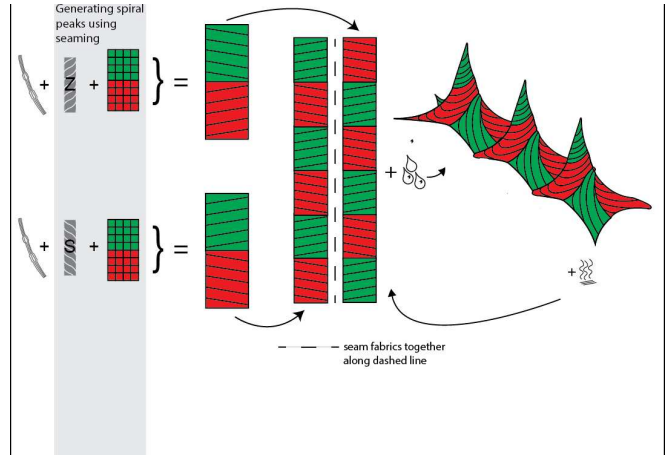 Generating spiral
peaks using
seaming
+ Z + } =
+
+ S + } =
+
seam fabrics together
along dashed line